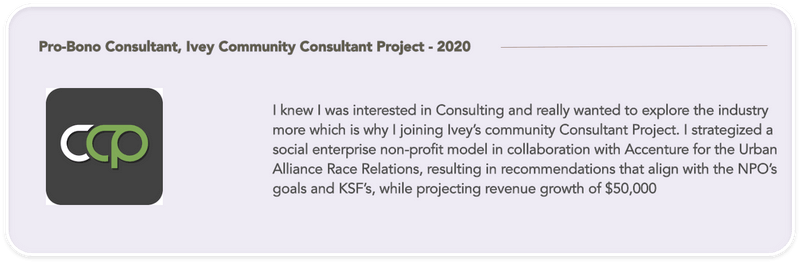 Pro-Bono Consultant, Ivey Community Consultant Project - 2020
ccp
I knew I was interested in Consulting and really wanted to explore the industry
more which is why I joining Ivey's community Consultant Project. I strategized a
social enterprise non-profit model in collaboration with Accenture for the Urban
Alliance Race Relations, resulting in recommendations that align with the NPO's
goals and KSF's, while projecting revenue growth of $50,000